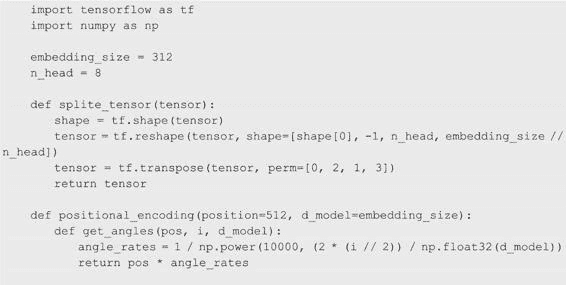 import tensorflow as tf
import numpy as np
embedding_size = 312
n_head = 8
def splite_tensor(tensor):
shape = tf.shape(tensor)
tensor = tf.reshape(tensor, shape=[shape[0], -1, n_head, embedding_size //
n_head])
tensor = tf.transpose(tensor, perm=[0, 2, 1, 3])
return tensor
def positional_encoding(position=512, d_model=embedding_size):
def get_angles(pos, i, d_model):
angle_rates = 1 / np.power(10000, (2 * (i // 2)) / np.float32(d_model))
return pos * angle_rates